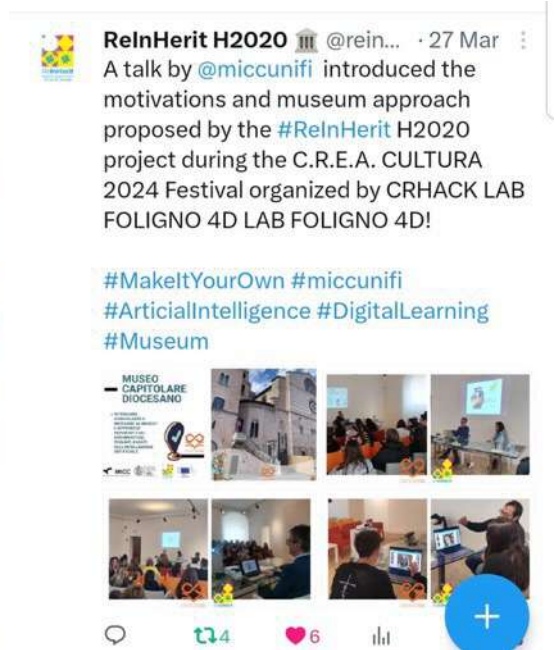 ReInHerit H2020 🏛 @rein... · 27 Mar
A talk by @miccunifi introduced the
motivations and museum approach
proposed by the #ReInHerit H2020
project during the C.R.E.A. CULTURA
2024 Festival organized by CRHACK LAB
FOLIGNO 4D LAB FOLIGNO 4D!
#MakeItYourOwn #miccunifi
#ArticialIntelligence #DigitalLearning
#Museum
MUSEO
CAPITOLARE
DIOCESANO
MICC
4
6